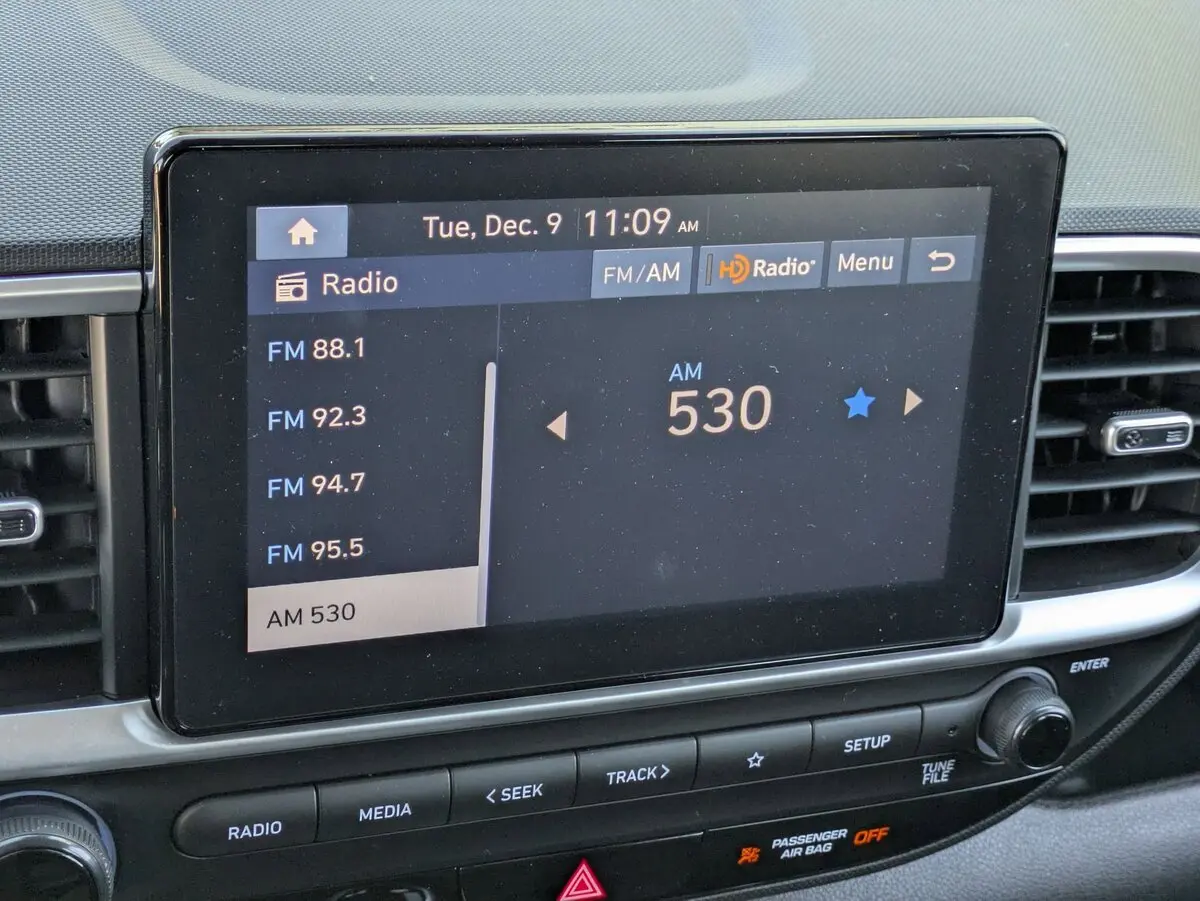 Tue, Dec. 9 11:09 AM
Radio FM/AM HD Radio Menu
FM 88.1
FM 92.3
FM 94.7
FM 95.5
AM 530
AM
530
ENTER
RADIO MEDIA < SEEK TRACK > SETUP
TUNE
FILE
PASSENGER
AIR BAG OFF